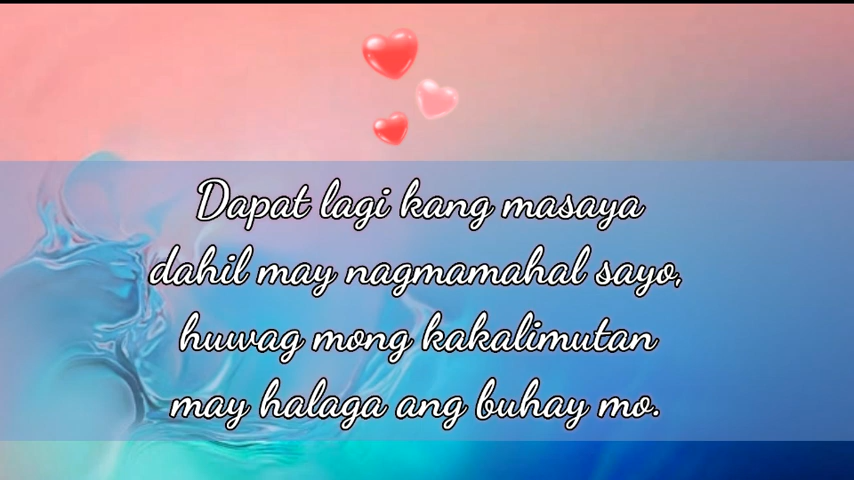 Dapat lagi kang masaya
dahil may nagmamahal sayo,
huwag mong kakalimutan
may halaga ang buhay mo.